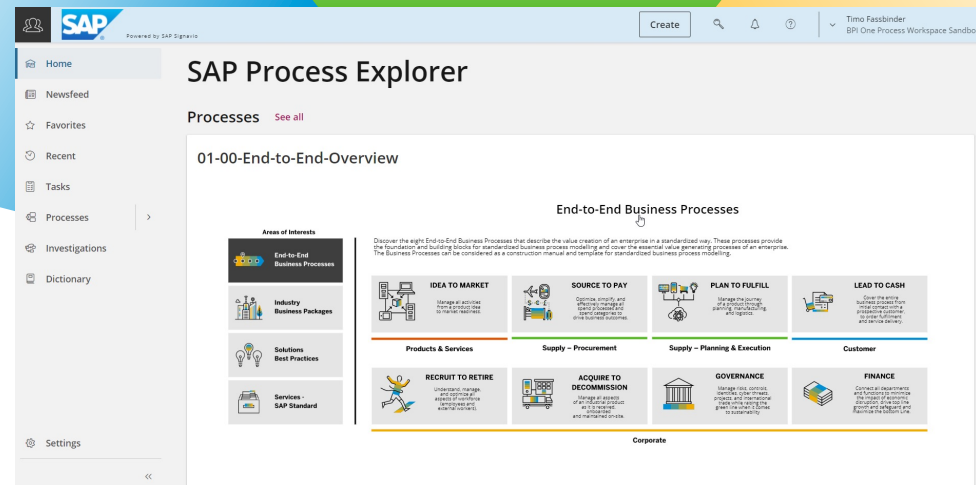 SAP
Powered by SAP Signavio
Create
Timo Fassbinder
BPI One Process Workspace Sandbo
Home
Newsfeed
Favorites
Recent
Tasks
Processes
Investigations
Dictionary
Settings
SAP Process Explorer
Processes See all
01-00-End-to-End-Overview
End-to-End Business Processes
Areas of Interests
End-to-End
Business Processes
Industry
Business Packages
Solutions
Best Practices
Services -
SAP Standard
Discover the eight End-to-End Business Processes that describe the value creation of an enterprise in a standardized way. These processes provide
the foundation and building blocks for standardized business process modelling and cover the essential value generating processes of an enterprise.
The Business Processes can be considered as a construction manual and template for standardized business process modelling.
IDEA TO MARKET
Manage all activities
from a product idea
to market readiness.
SOURCE TO PAY
Optimize, simplify, and
effectively manage all
spend processes and
spend categories to
drive business outcomes.
PLAN TO FULFILL
Manage the journey
of a product through
planning, manufacturing,
and logistics.
LEAD TO CASH
Cover the entire
business process from
initial contact with a
prospective customer,
to order fulfillment
and service delivery.
Products & Services
Supply – Procurement
Supply – Planning & Execution
Customer
RECRUIT TO RETIRE
Understand, manage,
and optimize all
aspects of workforce
(employees and
external workers).
ACQUIRE TO
DECOMMISSION
Manage all aspects
of an industrial product
as it is received,
onboarded
and maintained on-site.
GOVERNANCE
Manage risks, controls,
identities, cyber threats,
projects, and international
trade while raising the
green line when it comes
to sustainability
FINANCE
Connect all departments
and functions to minimize
the impact of economic
disruption, drive top line
growth and safeguard and
maximize the bottom Line.
Corporate